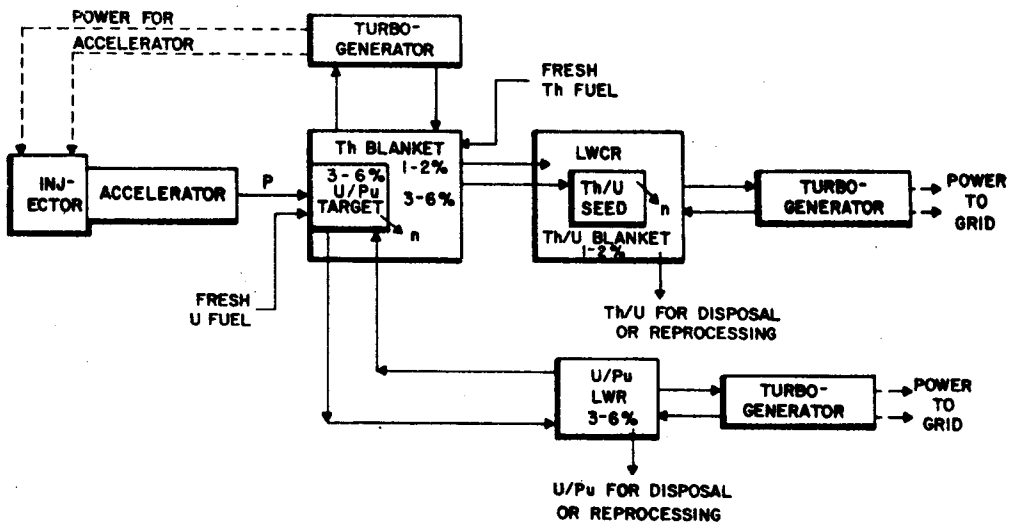 POWER FOR
ACCELERATOR
TURBO-
GENERATOR
FRESH
Th FUEL
INJ-
ECTOR
ACCELERATOR
P
Th BLANKET
1-2%
3-6%
U/Pu
TARGET
3-6%
n
LWCR
Th/U
SEED
n
Th/U BLANKET
1-2%
TURBO-
GENERATOR
POWER
TO
GRID
FRESH
U FUEL
Th/U FOR DISPOSAL
OR REPROCESSING
U/Pu
LWR
3-6%
TURBO-
GENERATOR
POWER
TO
GRID
U/Pu FOR DISPOSAL
OR REPROCESSING